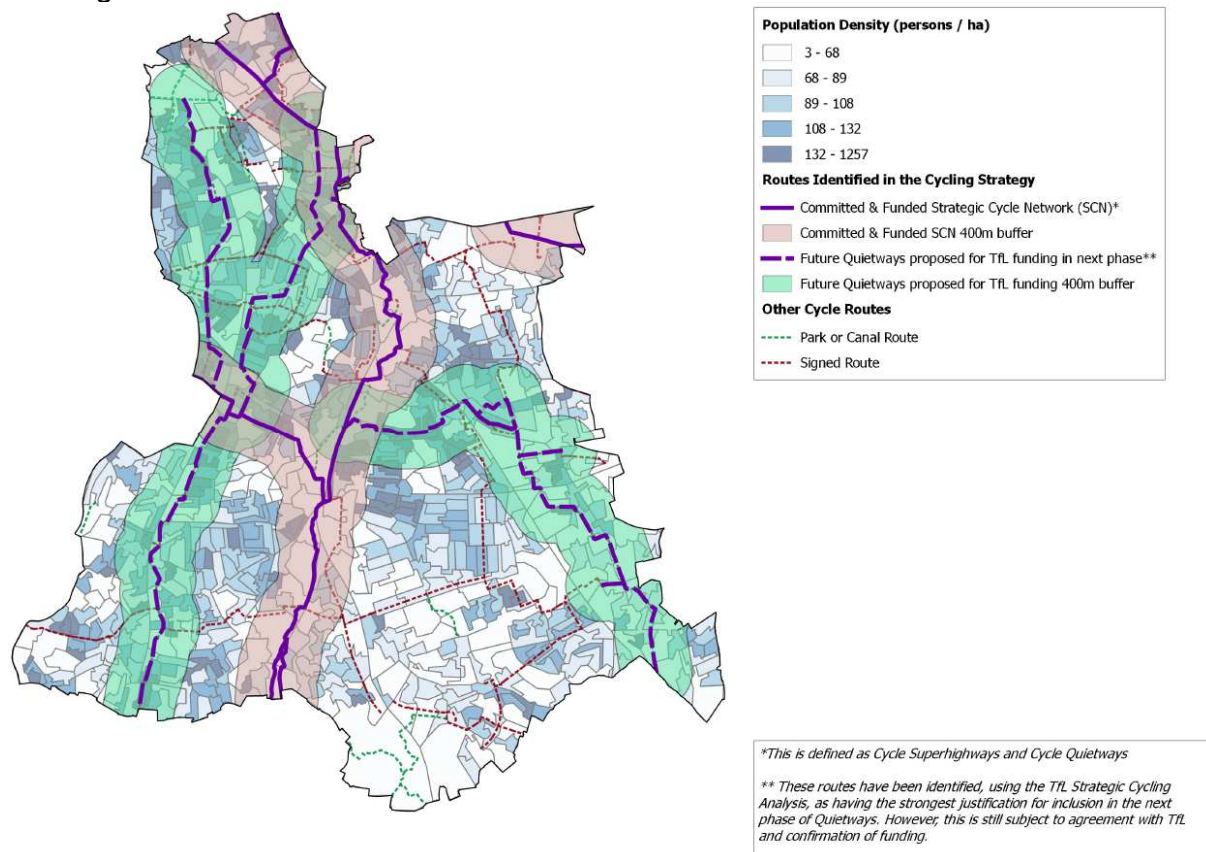 Population Density (persons / ha)
3 - 68
68 - 89
89 - 108
108 - 132
132 - 1257
Routes Identified in the Cycling Strategy
Committed & Funded Strategic Cycle Network (SCN)*
Committed & Funded SCN 400m buffer
Future Quietways proposed for TfL funding in next phase**
Future Quietways proposed for TfL funding 400m buffer
Other Cycle Routes
Park or Canal Route
Signed Route
*This is defined as Cycle Superhighways and Cycle Quietways
** These routes have been identified, using the TfL Strategic Cycling
Analysis, as having the strongest justification for inclusion in the next
phase of Quietways. However, this is still subject to agreement with TfL
and confirmation of funding.